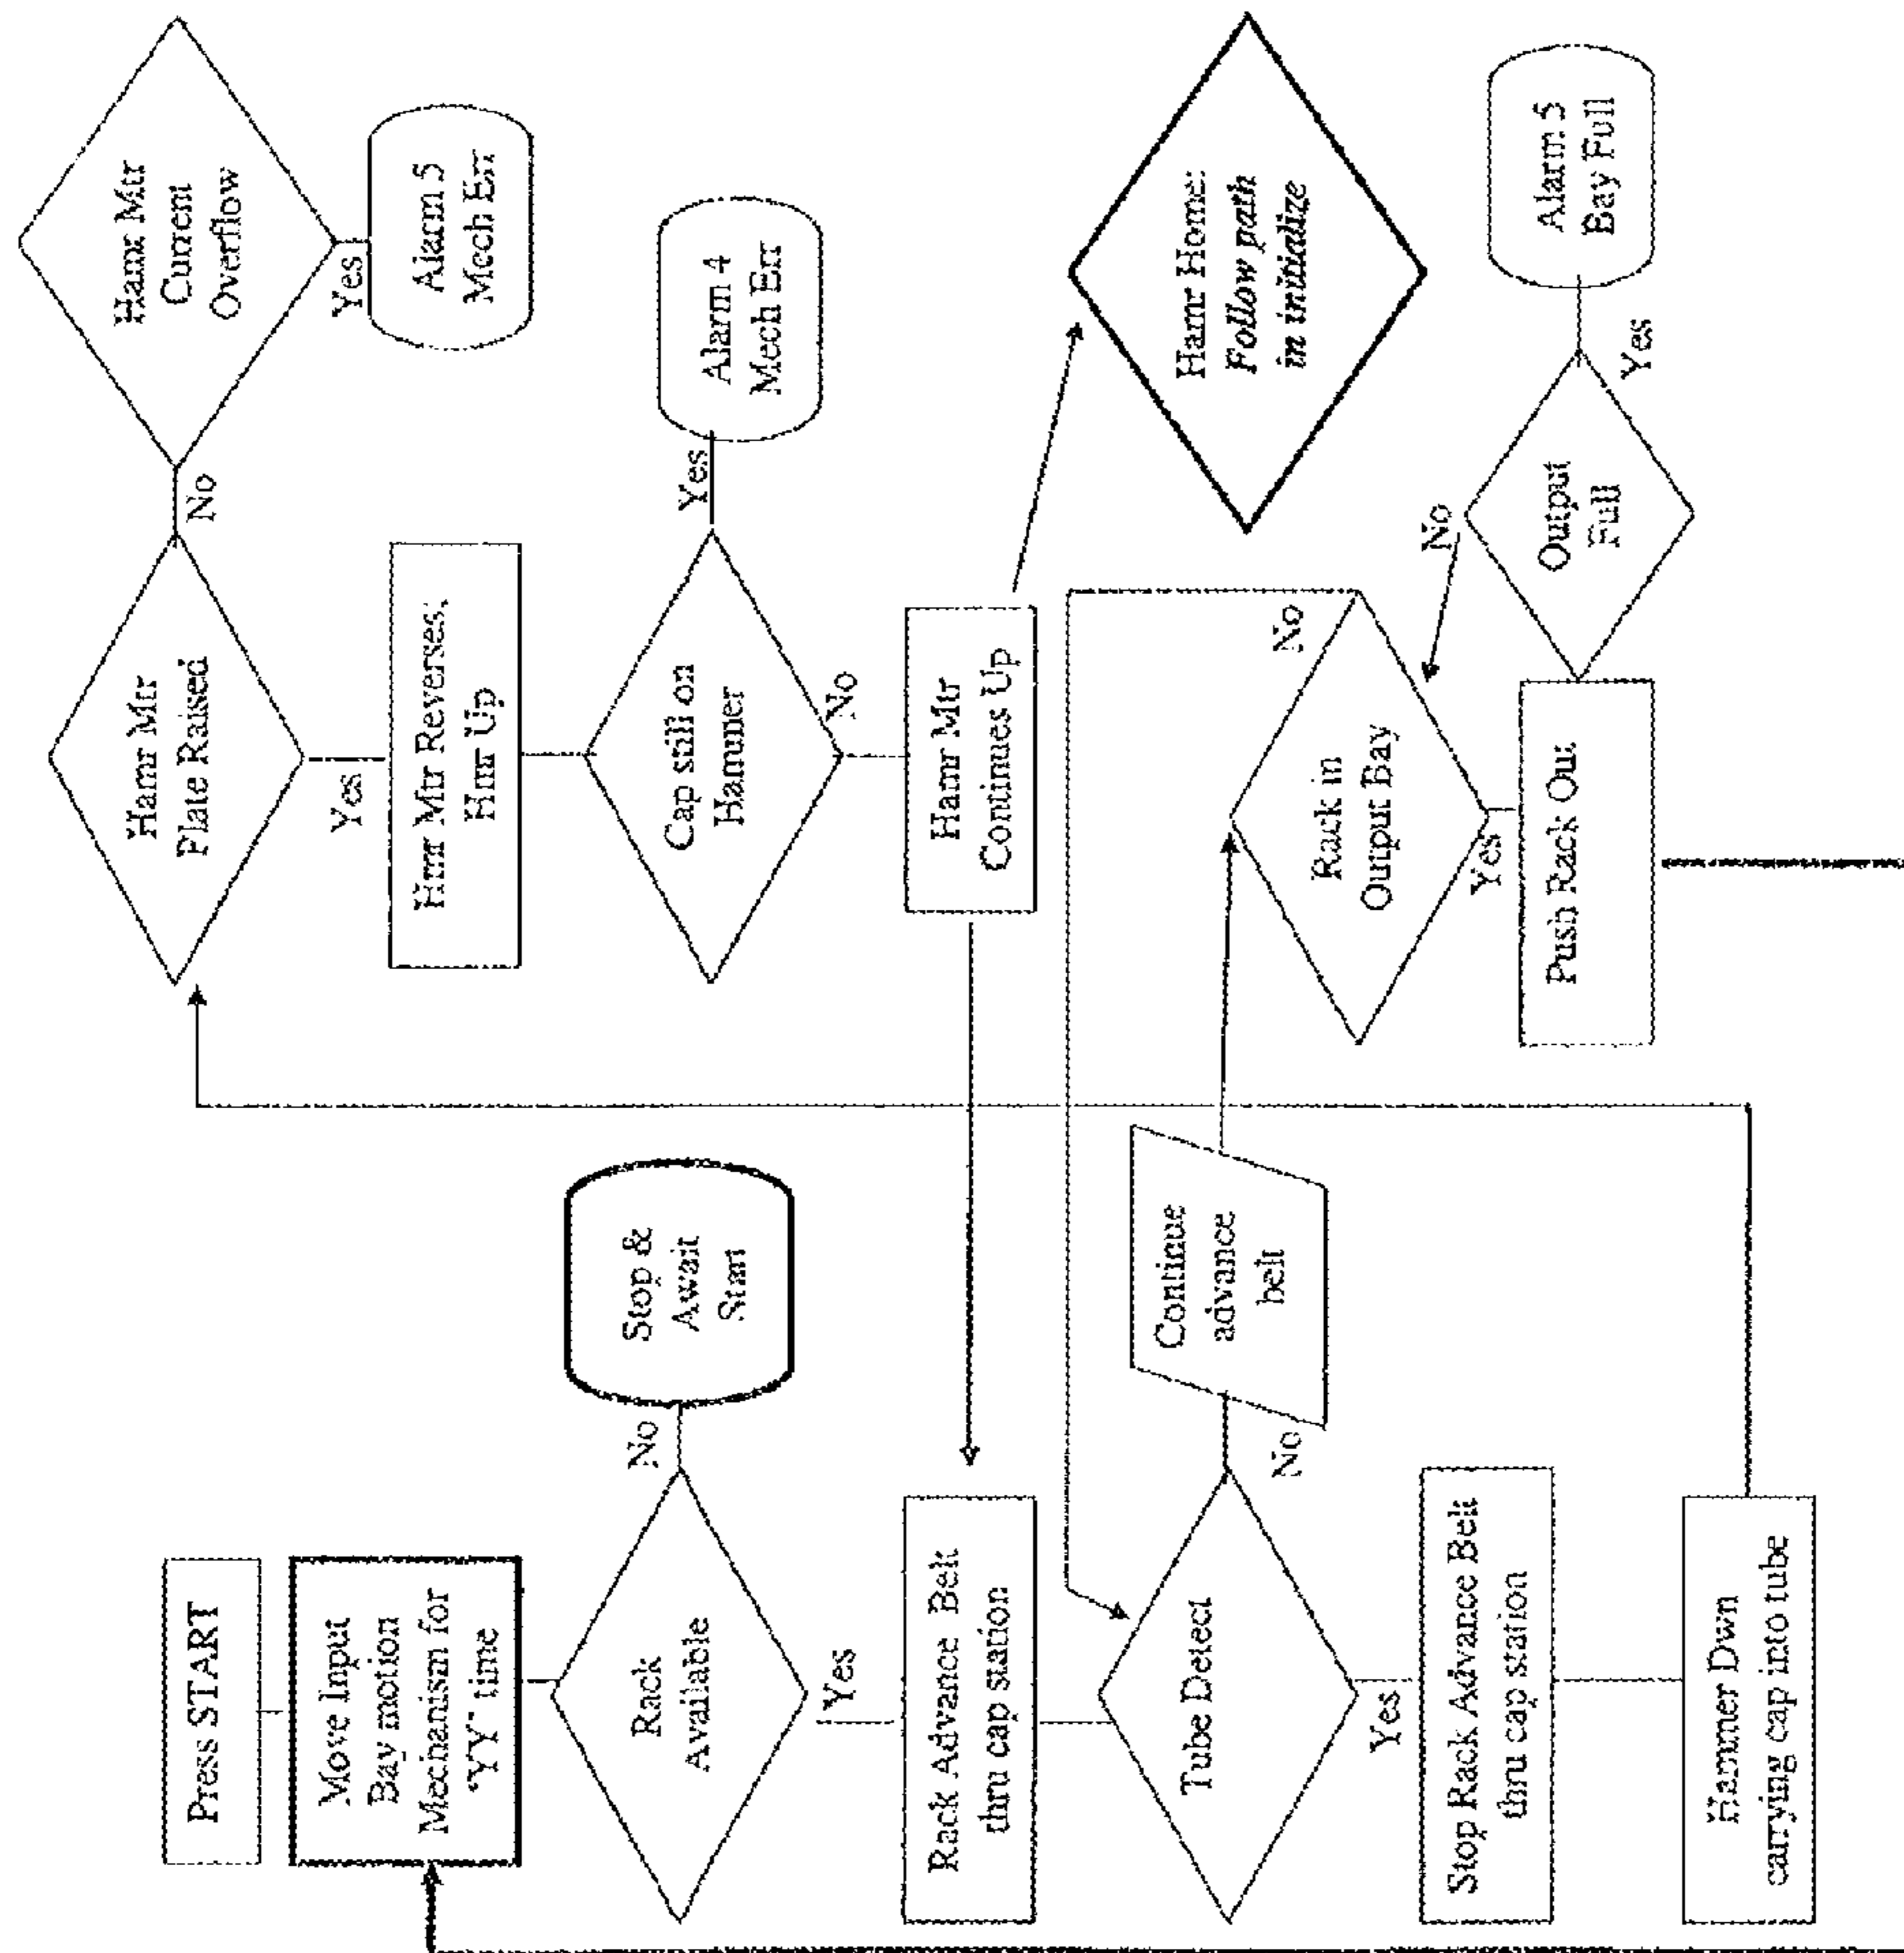 Press START
Move Input
Bay motion
Mechanism for
'YY' time
Rack
Available
No
Stop &
Await
Start
Yes
Rack Advance Belt
thru cap station
Tube Detect
No
Continue
advance
belt
Yes
Stop Rack Advance Belt
thru cap station
Hammer Dwn
carrying cap into tube
Hamr Mtr
Plate Raised
No
Hamr Mtr
Current
Overflow
Yes
Alarm 5
Mech Err
Yes
Hmr Mtr Reverses;
Hmr Up
Cap still on
Hammer
Yes
Alarm 4
Mech Err
No
Hamr Mtr
Continues Up
Hamr Home:
Follow path
in initialize
Rack in
Output Bay
No
Yes
Push Rack Out
No
Output
Full
Yes
Alarm 5
Bay Full